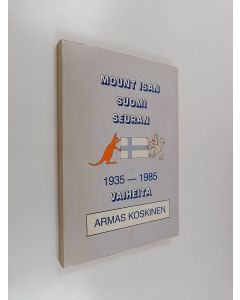 MOUNT ISAN
SUOMI
SEURAN
1935 — 1985
VAIHEITA
ARMAS KOSKINEN